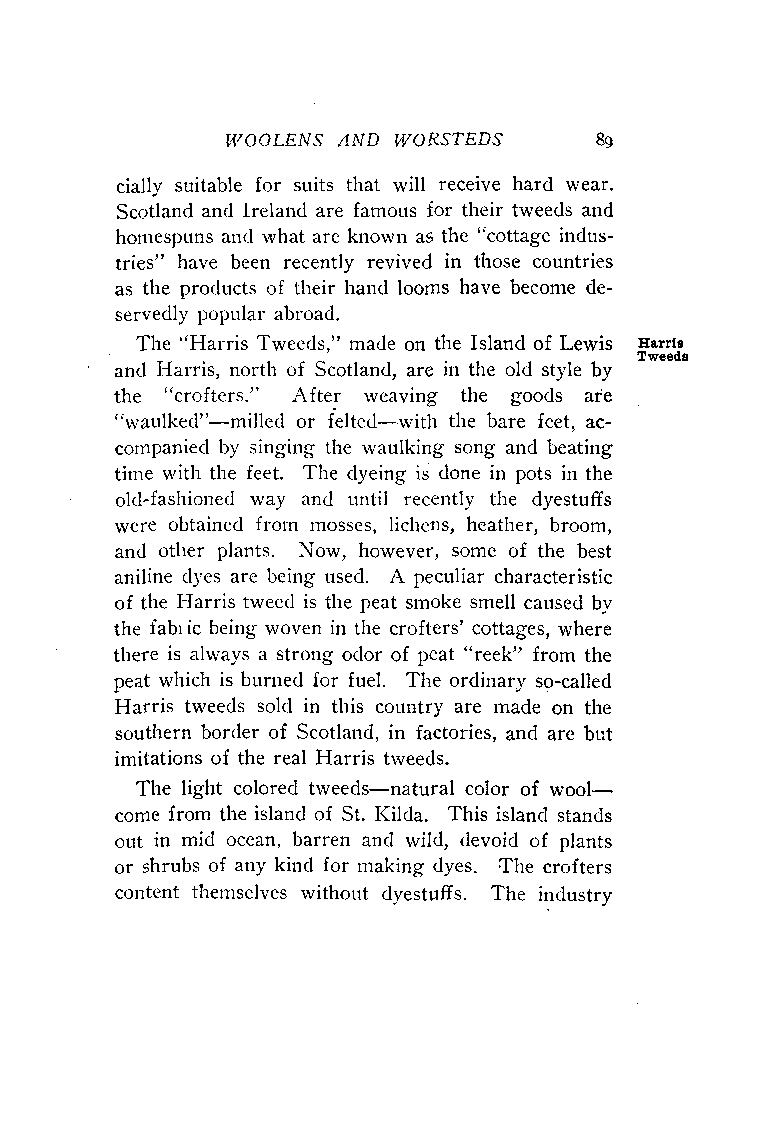 WOOLENS AND WORSTEDS 89
cially suitable for suits that will receive hard wear.
Scotland and Ireland are famous for their tweeds and
homespuns and what are known as the "cottage indus-
tries" have been recently revived in those countries
as the products of their hand looms have become de-
servedly popular abroad.
The "Harris Tweeds," made on the Island of Lewis
Harris
Tweeds
and Harris, north of Scotland, are in the old style by
the "crofters." After weaving the goods are
"waulked"—milled or felted—with the bare feet, ac-
companied by singing the waulking song and beating
time with the feet. The dyeing is done in pots in the
old-fashioned way and until recently the dyestuffs
were obtained from mosses, lichens, heather, broom,
and other plants. Now, however, some of the best
aniline dyes are being used. A peculiar characteristic
of the Harris tweed is the peat smoke smell caused by
the fabric being woven in the crofters' cottages, where
there is always a strong odor of peat "reek" from the
peat which is burned for fuel. The ordinary so-called
Harris tweeds sold in this country are made on the
southern border of Scotland, in factories, and are but
imitations of the real Harris tweeds.
The light colored tweeds—natural color of wool—
come from the island of St. Kilda. This island stands
out in mid ocean, barren and wild, devoid of plants
or shrubs of any kind for making dyes. The crofters
content themselves without dyestuffs. The industry